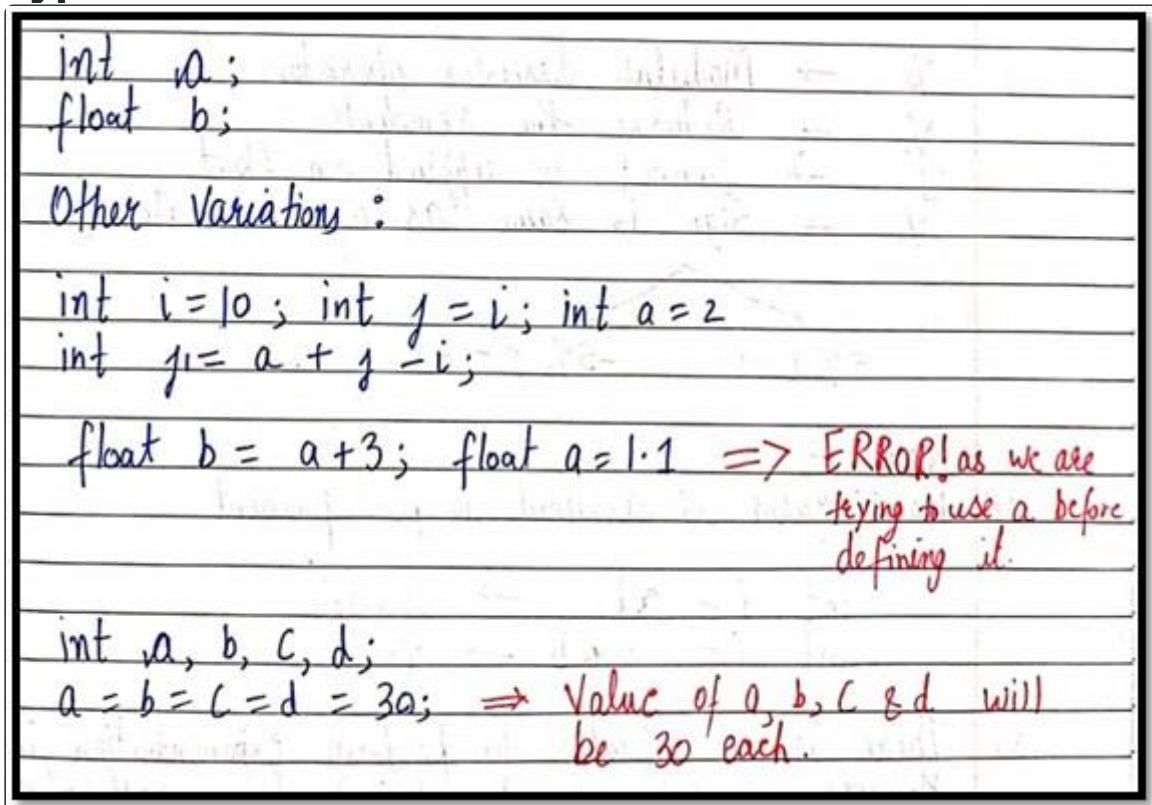 int a;
float b;
Other Variations :
int i = 10 ; int j = i ; int a = 2
int j1 = a + j - i ;
float b = a+3 ; float a = 1.1 => ERROR! as we are
trying to use a before
defining it.
int a, b, c, d;
a = b = c = d = 30; => Value of a, b, c & d will
be 30 each.